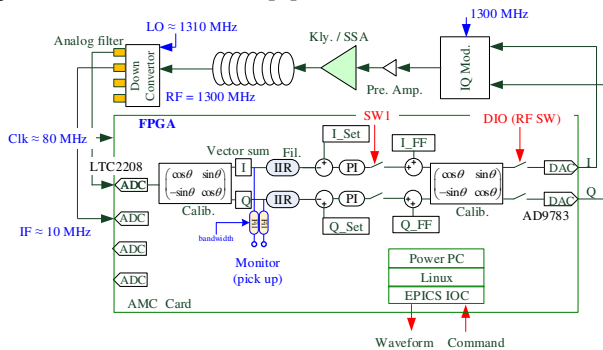 LO ≈ 1310 MHz
1300 MHz
Analog filter
Kly. / SSA
Down
Convertor
IQ Mod.
RF = 1300 MHz
Pre. Amp.
FPGA
SW1
DIO (RF SW)
Clk ≈ 80 MHz
Vector sum
I_Set
I_FF
LTC2208
Fil.
I
ADC
cosθ sinθ
−sinθ cosθ
I
IIR
PI
cosθ sinθ
−sinθ cosθ
DAC
ADC
Q
IIR
PI
DAC
Q
Calib.
Calib.
AD9783
IF ≈ 10 MHz
bandwidth
Fil
Fil
Q_Set
Q_FF
ADC
Monitor
(pick up)
Power PC
Linux
ADC
EPICS IOC
AMC Card
Waveform
Command